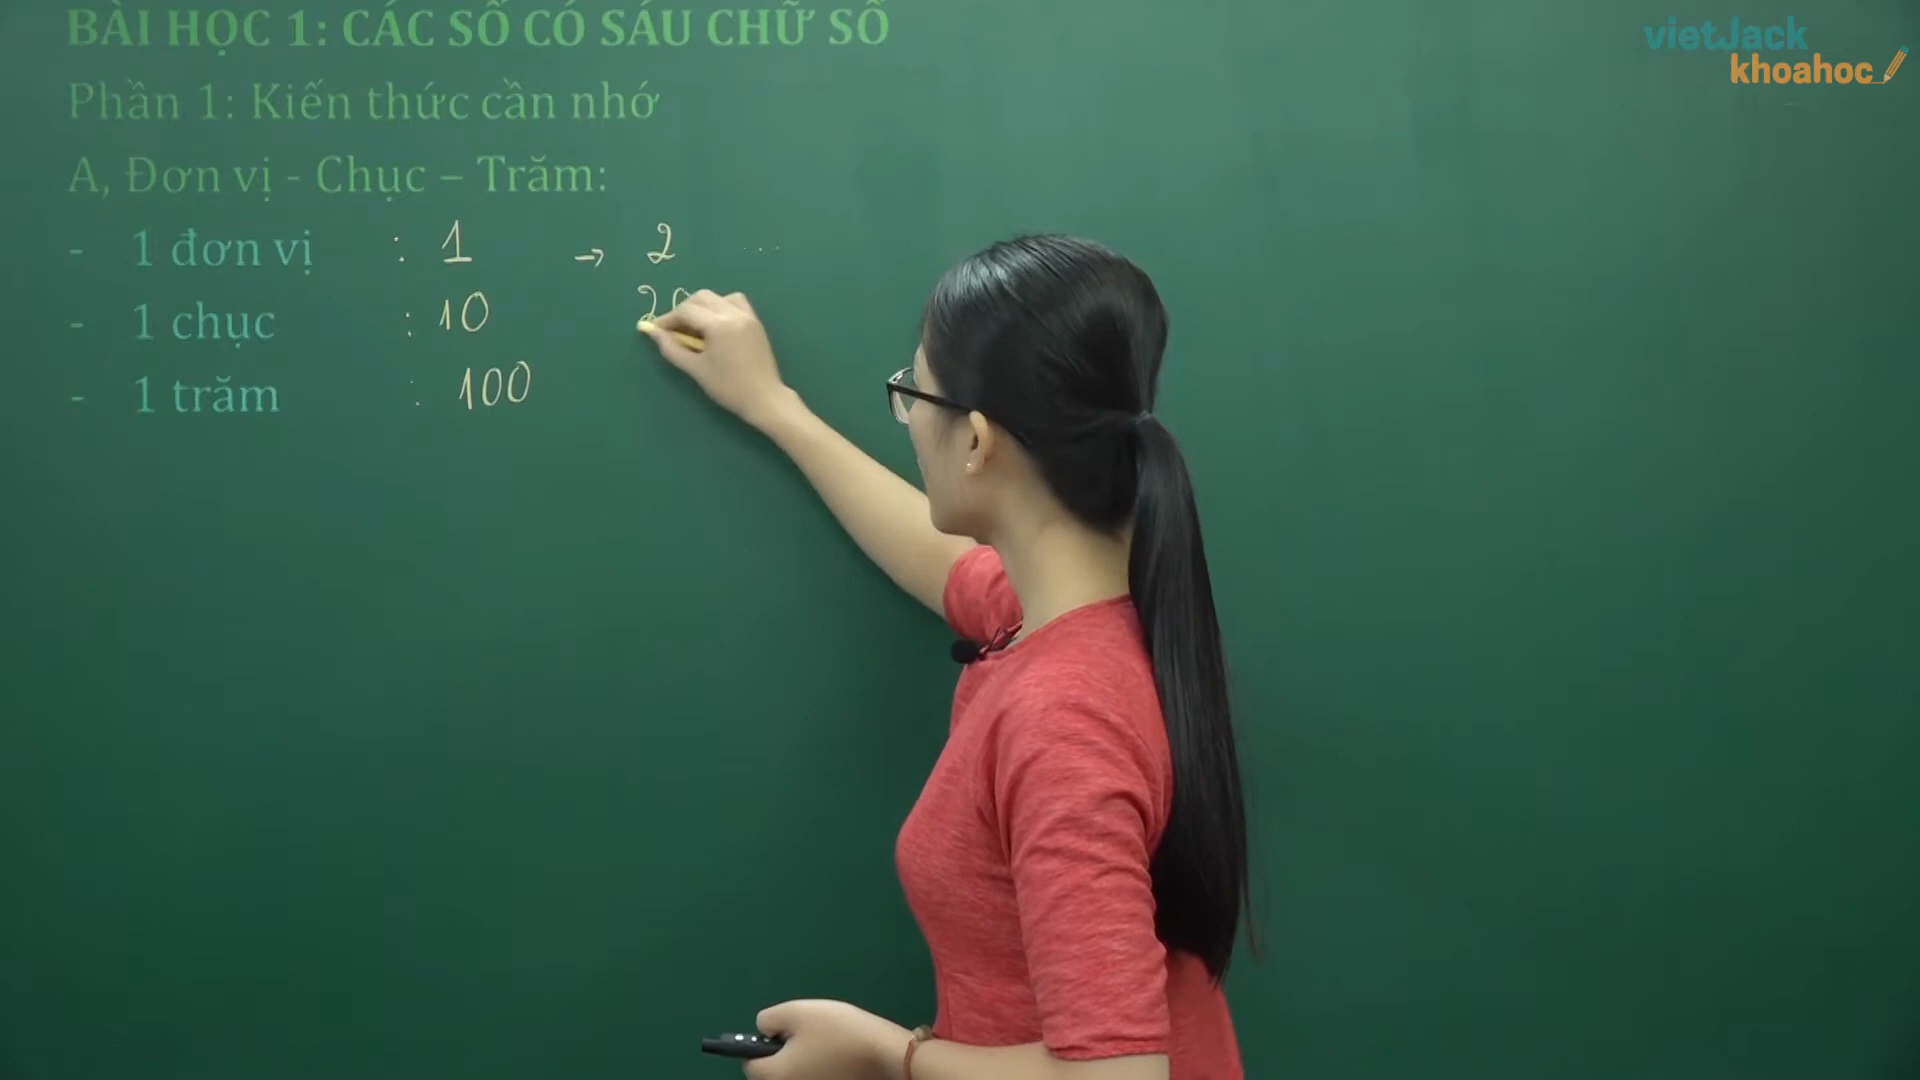 BÀI HỌC 1: CÁC SỐ CÓ SÁU CHỮ SỐ
vietJack
khoahoc
Phần 1: Kiến thức cần nhớ
A, Đơn vị - Chục – Trăm:
- 1 đơn vị : 1 → 2 ...
- 1 chục : 10 20
- 1 trăm : 100